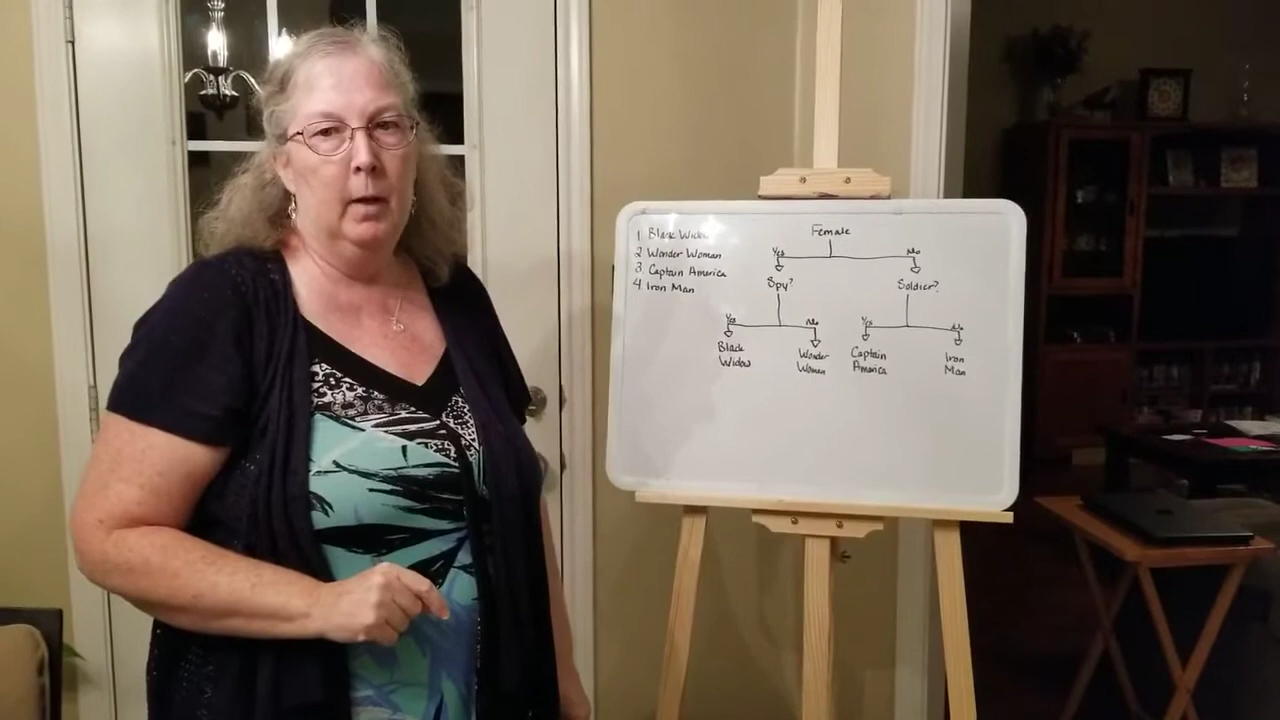 1 Black Widow
2 Wonder Woman
3. Captain America
4 Iron Man
Female
Yes No
Spy? Soldier?
Yes No Yes No
Black Widow
Wonder Woman
Captain America
Iron Man